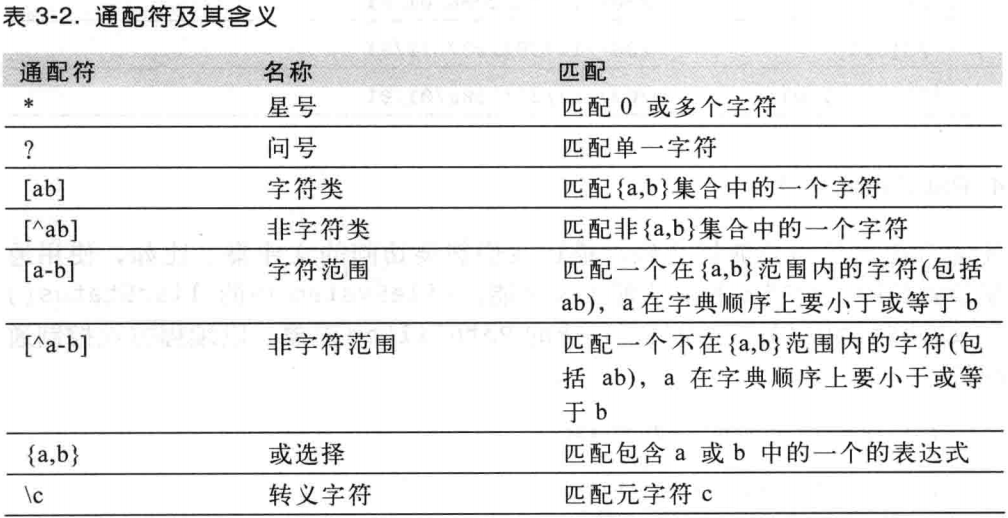 表 3-2. 通配符及其含义
通配符 名称 匹配
* 星号 匹配 0 或多个字符
? 问号 匹配单一字符
[ab] 字符类 匹配{a,b}集合中的一个字符
[^ab] 非字符类 匹配非{a,b}集合中的一个字符
[a-b] 字符范围 匹配一个在{a,b}范围内的字符(包括
ab)，a 在字典顺序上要小于或等于 b
[^a-b] 非字符范围 匹配一个不在{a,b}范围内的字符(包
括 ab)，a 在字典顺序上要小于或等
于 b
{a,b} 或选择 匹配包含 a 或 b 中的一个的表达式
\c 转义字符 匹配元字符 c